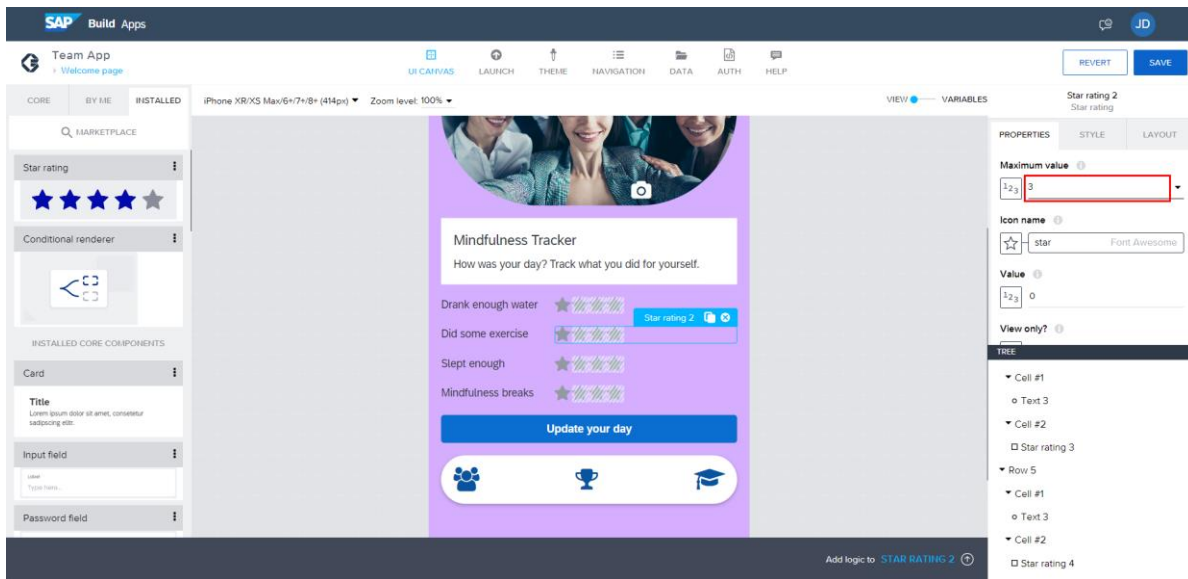 SAP Build Apps
JD
Team App
Welcome page
UI CANVAS LAUNCH THEME NAVIGATION DATA AUTH HELP
REVERT SAVE
CORE BY ME INSTALLED
iPhone XR/XS Max/6+/7+/8+ (414px) Zoom level: 100%
VIEW VARIABLES
Star rating 2
Star rating
MARKETPLACE
PROPERTIES STYLE LAYOUT
Star rating
Maximum value
123 3
Icon name
star Font Awesome
Conditional renderer
Value
123 0
View only?
Mindfulness Tracker
How was your day? Track what you did for yourself.
Drank enough water
Star rating 2
Did some exercise
Slept enough
Mindfulness breaks
Update your day
INSTALLED CORE COMPONENTS
Card
Title
Lorem ipsum dolor sit amet, consetetur
sadipscing elitr.
Input field
Label
Type here...
Password field
TREE
Cell #1
Text 3
Cell #2
Star rating 3
Row 5
Cell #1
Text 3
Cell #2
Star rating 4
Add logic to STAR RATING 2